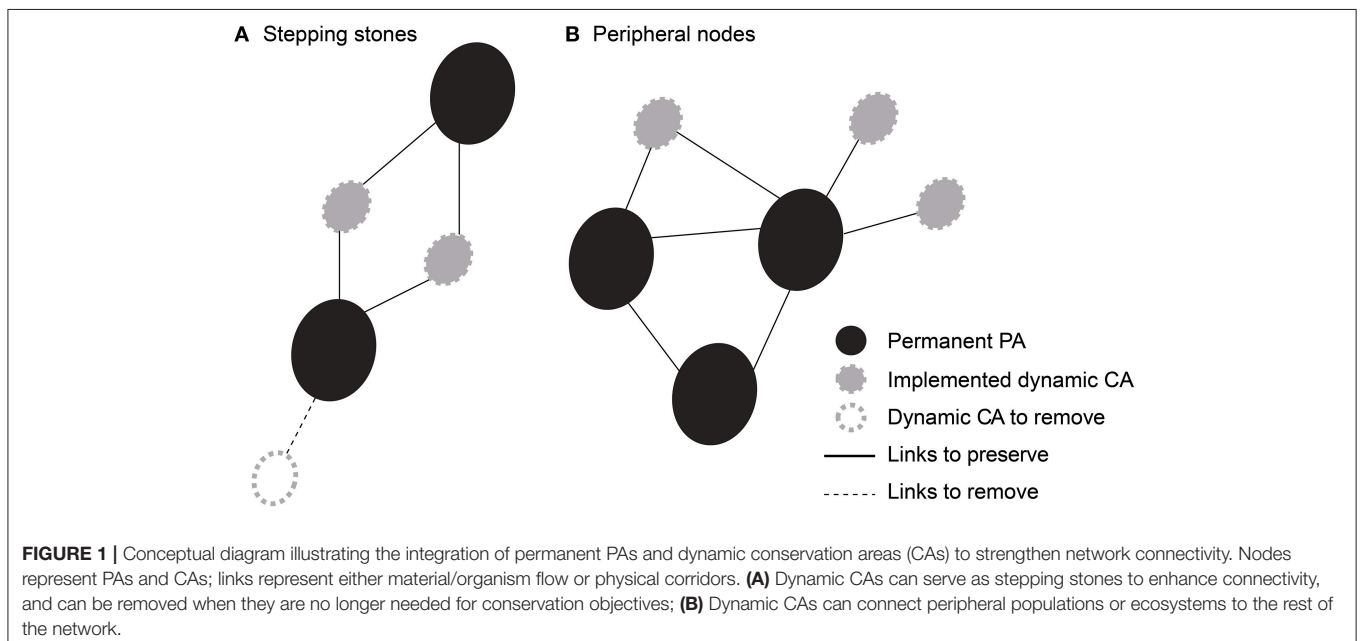 A Stepping stones
B Peripheral nodes
Permanent PA
Implemented dynamic CA
Dynamic CA to remove
Links to preserve
Links to remove
FIGURE 1 | Conceptual diagram illustrating the integration of permanent PAs and dynamic conservation areas (CAs) to strengthen network connectivity. Nodes
represent PAs and CAs; links represent either material/organism flow or physical corridors. (A) Dynamic CAs can serve as stepping stones to enhance connectivity,
and can be removed when they are no longer needed for conservation objectives; (B) Dynamic CAs can connect peripheral populations or ecosystems to the rest of
the network.